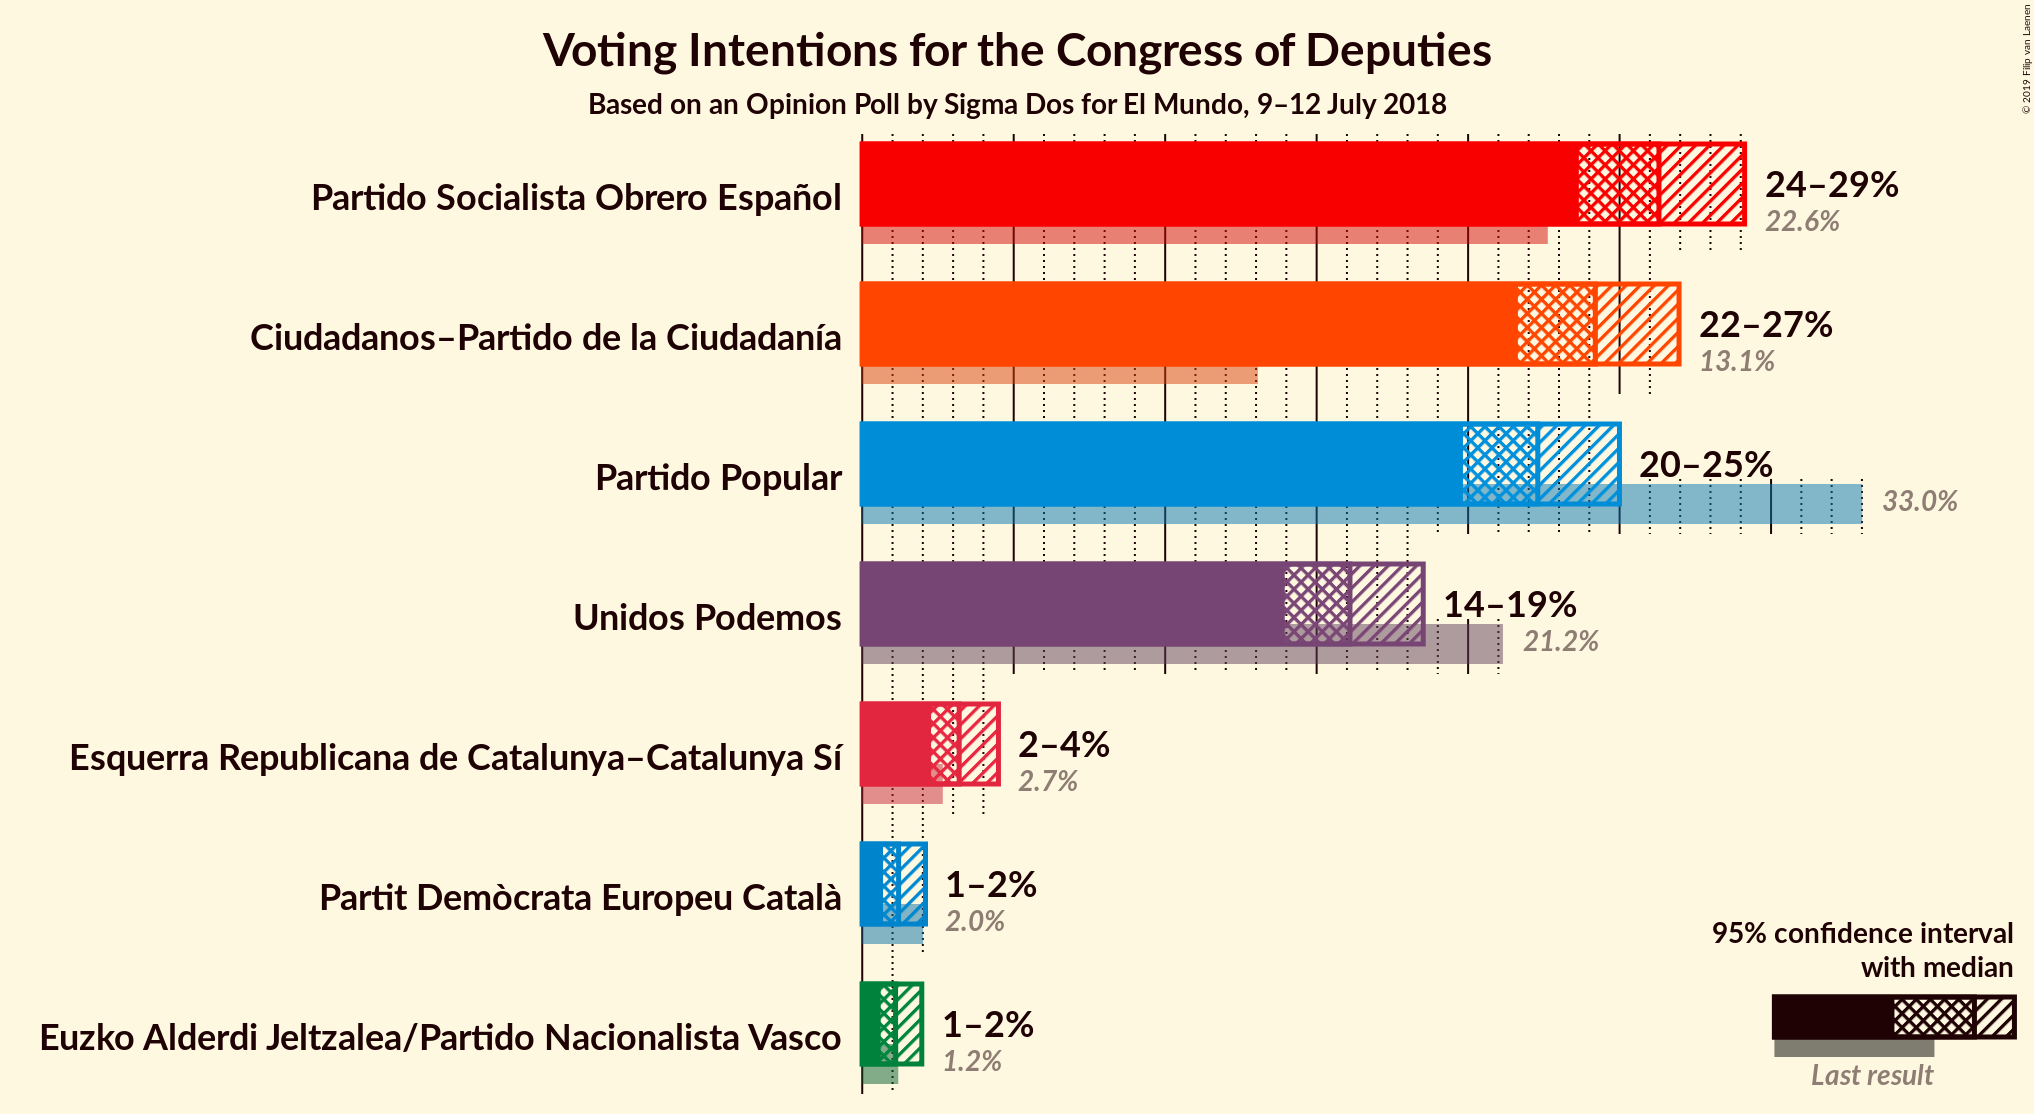 Voting Intentions for the Congress of Deputies
Based on an Opinion Poll by Sigma Dos for El Mundo, 9–12 July 2018
© 2019 Filip van Laenen
Partido Socialista Obrero Español
24–29%
22.6%
Ciudadanos–Partido de la Ciudadanía
22–27%
13.1%
Partido Popular
20–25%
33.0%
Unidos Podemos
14–19%
21.2%
Esquerra Republicana de Catalunya–Catalunya Sí
2–4%
2.7%
Partit Demòcrata Europeu Català
1–2%
2.0%
Euzko Alderdi Jeltzalea/Partido Nacionalista Vasco
1–2%
1.2%
95% confidence interval
with median
Last result